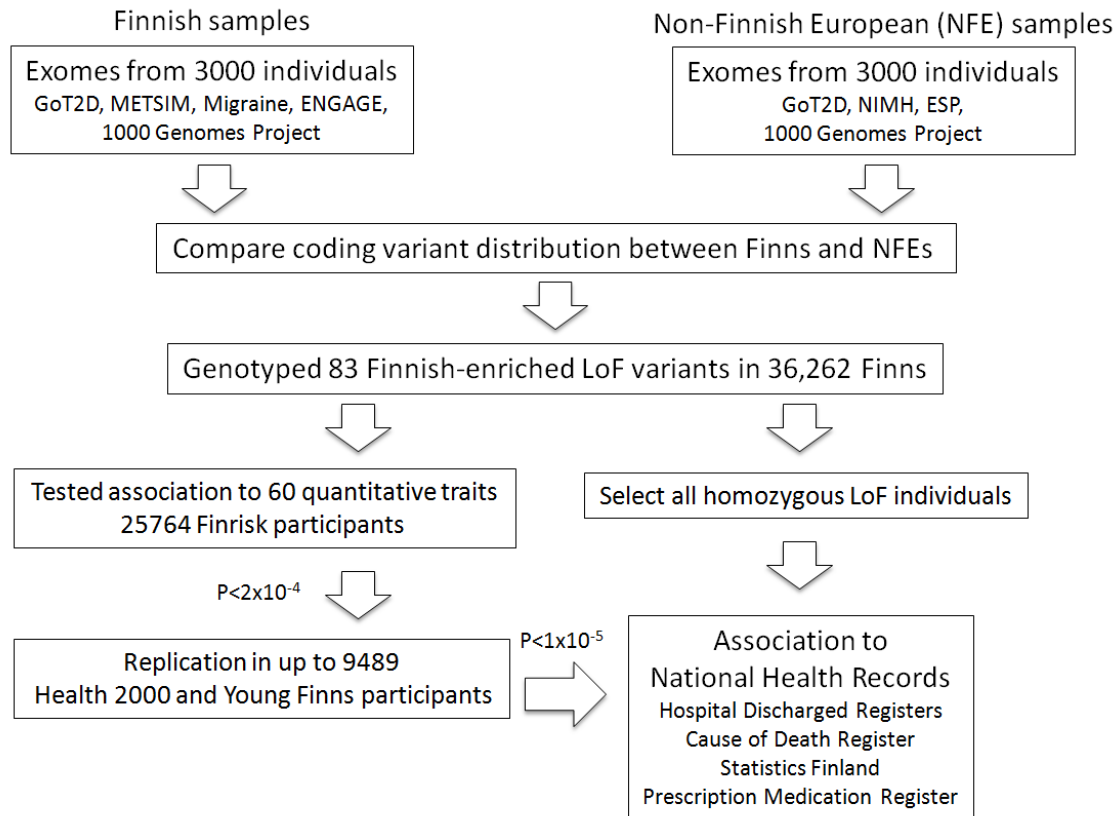 Finnish samples
Exomes from 3000 individuals
GoT2D, METSIM, Migraine, ENGAGE,
1000 Genomes Project
Non-Finnish European (NFE) samples
Exomes from 3000 individuals
GoT2D, NIMH, ESP,
1000 Genomes Project
Compare coding variant distribution between Finns and NFEs
Genotyped 83 Finnish-enriched LoF variants in 36,262 Finns
Tested association to 60 quantitative traits
25764 Finrisk participants
Select all homozygous LoF individuals
P<2x10⁻⁴
Replication in up to 9489
Health 2000 and Young Finns participants
P<1x10⁻⁵
Association to
National Health Records
Hospital Discharged Registers
Cause of Death Register
Statistics Finland
Prescription Medication Register